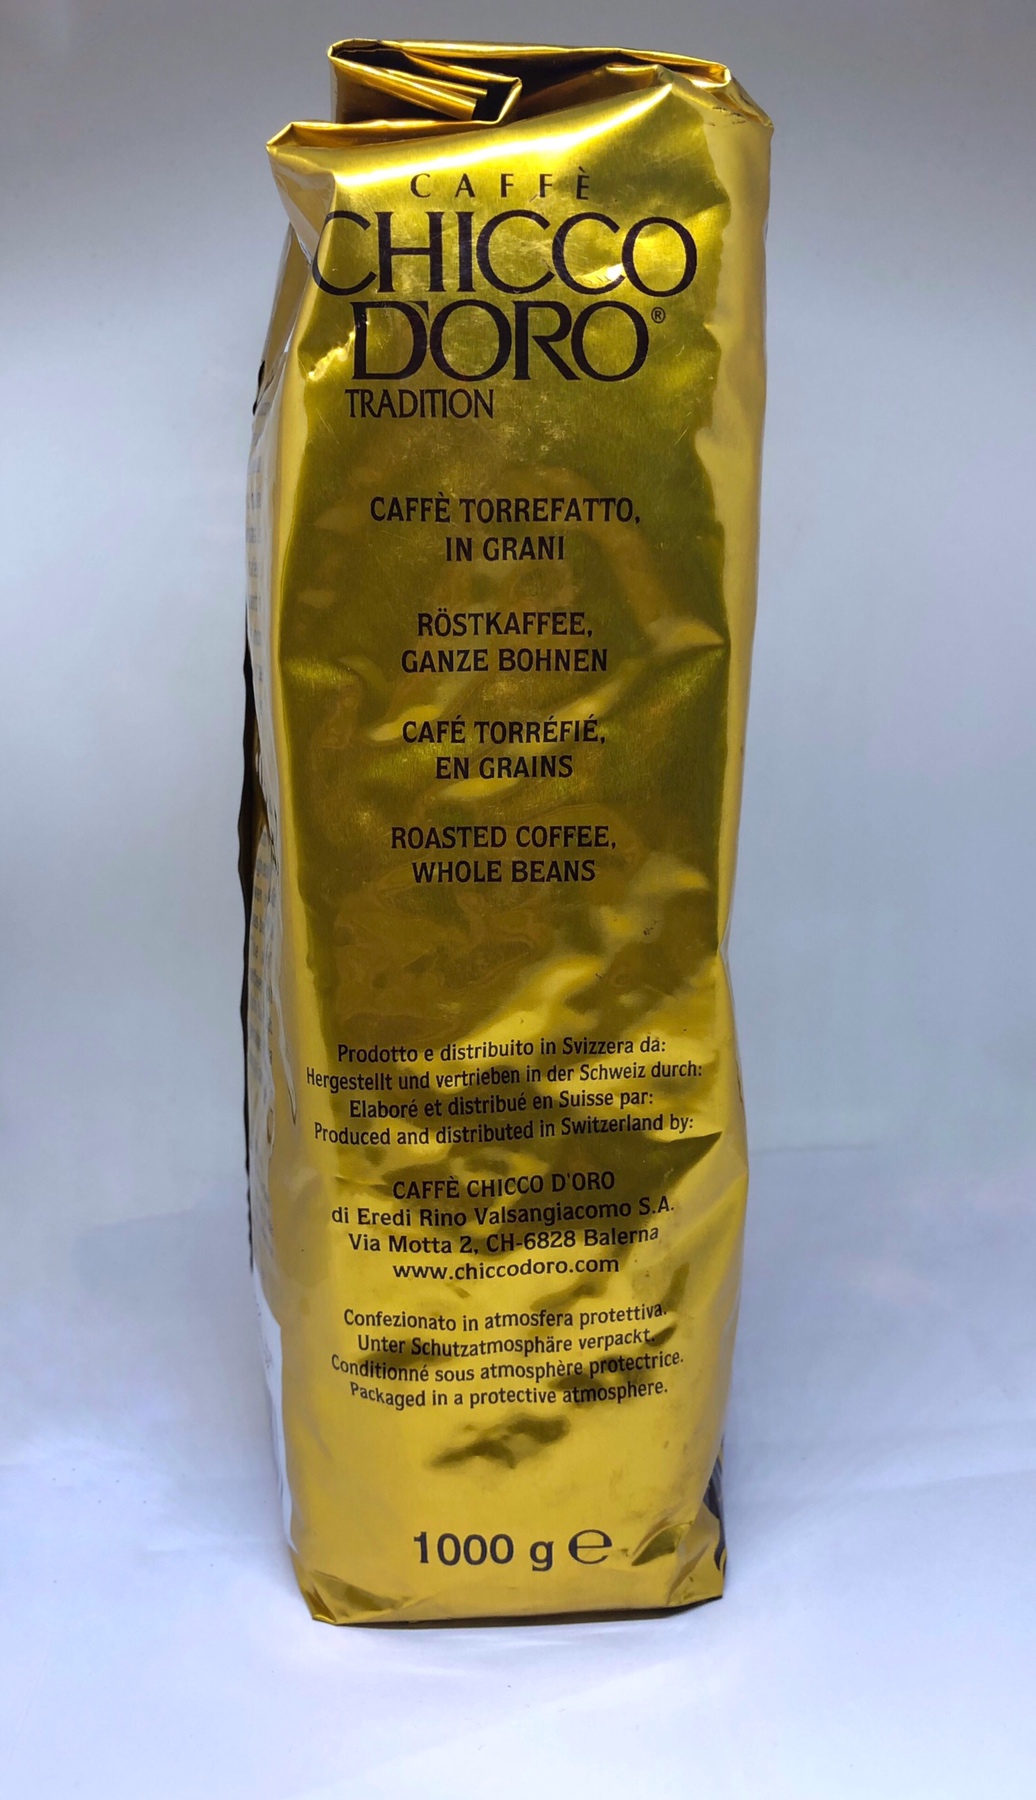 CAFFÈ
CHICCO
D'ORO®
TRADITION
CAFFÈ TORREFATTO,
IN GRANI
RÖSTKAFFEE,
GANZE BOHNEN
CAFÉ TORRÉFIÉ,
EN GRAINS
ROASTED COFFEE,
WHOLE BEANS
Prodotto e distribuito in Svizzera da:
Hergestellt und vertrieben in der Schweiz durch:
Elaboré et distribué en Suisse par:
Produced and distributed in Switzerland by:
CAFFÈ CHICCO D'ORO
di Eredi Rino Valsangiacomo S.A.
Via Motta 2, CH-6828 Balerna
www.chiccodoro.com
Confezionato in atmosfera protettiva.
Unter Schutzatmosphäre verpackt.
Conditionné sous atmosphère protectrice.
Packaged in a protective atmosphere.
1000 g ℮